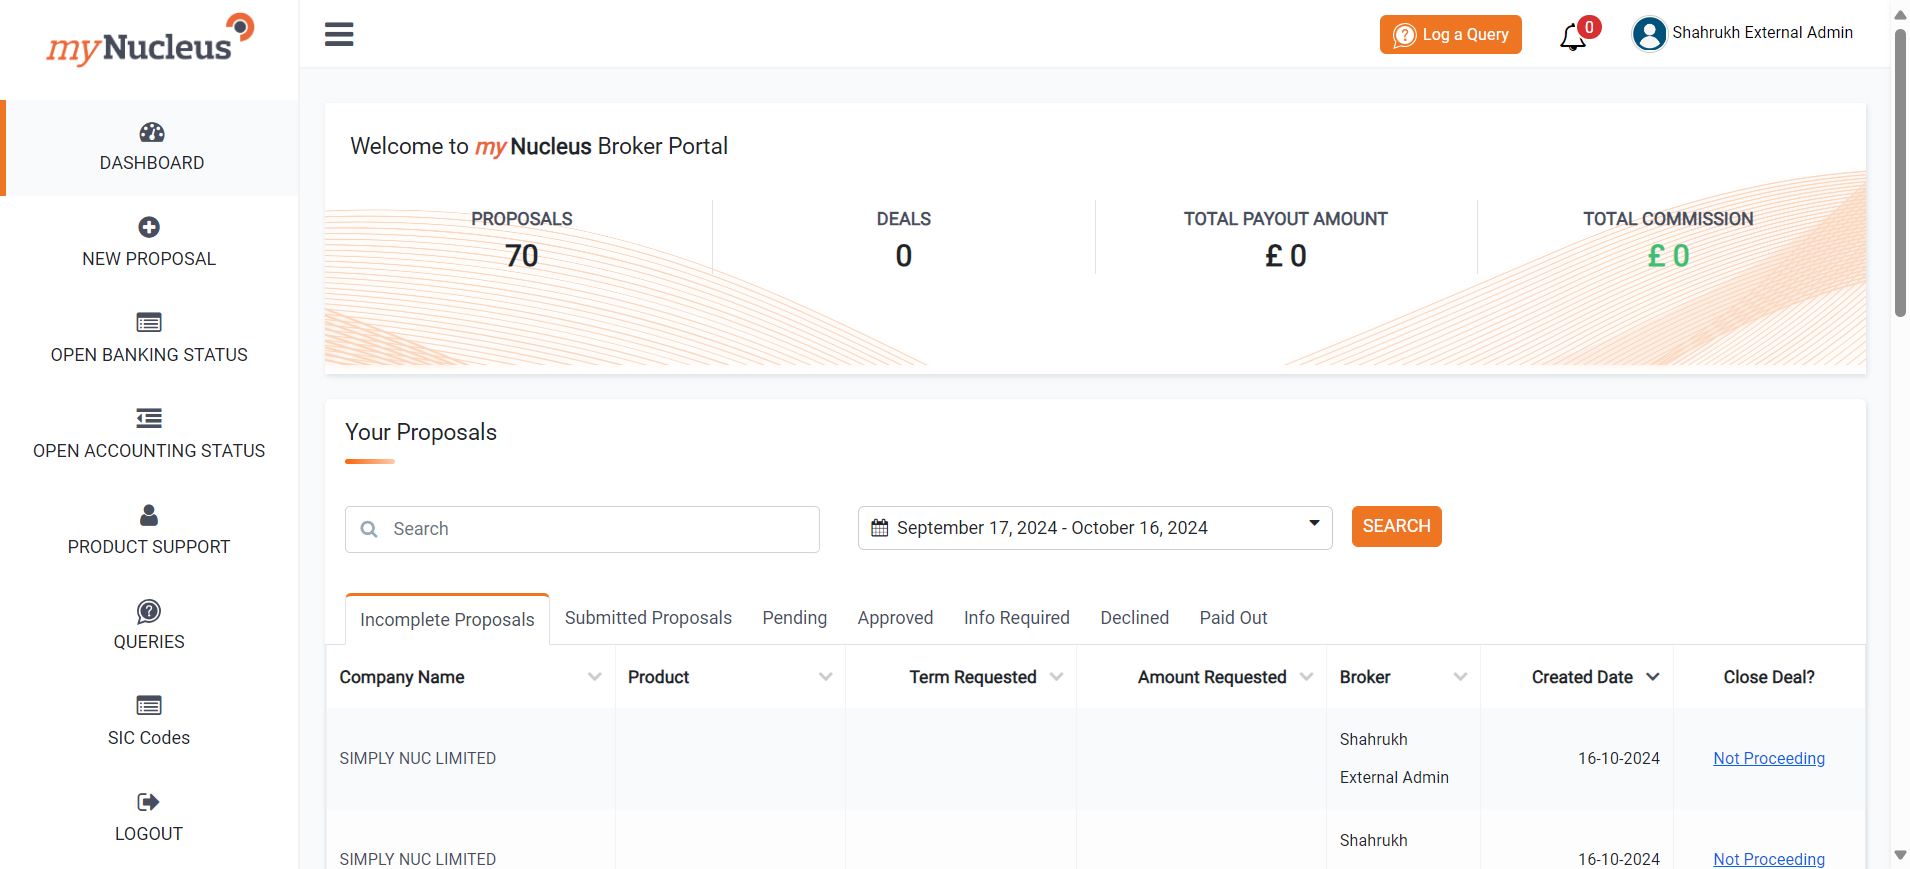 myNucleus
Log a Query
0
Shahrukh External Admin
DASHBOARD
NEW PROPOSAL
OPEN BANKING STATUS
OPEN ACCOUNTING STATUS
PRODUCT SUPPORT
QUERIES
SIC Codes
LOGOUT
Welcome to my Nucleus Broker Portal
PROPOSALS
70
DEALS
0
TOTAL PAYOUT AMOUNT
£ 0
TOTAL COMMISSION
£ 0
Your Proposals
Search
September 17, 2024 - October 16, 2024
SEARCH
Incomplete Proposals Submitted Proposals Pending Approved Info Required Declined Paid Out
Company Name Product Term Requested Amount Requested Broker Created Date Close Deal?
SIMPLY NUC LIMITED
Shahrukh
External Admin
16-10-2024
Not Proceeding
SIMPLY NUC LIMITED
Shahrukh
16-10-2024
Not Proceeding